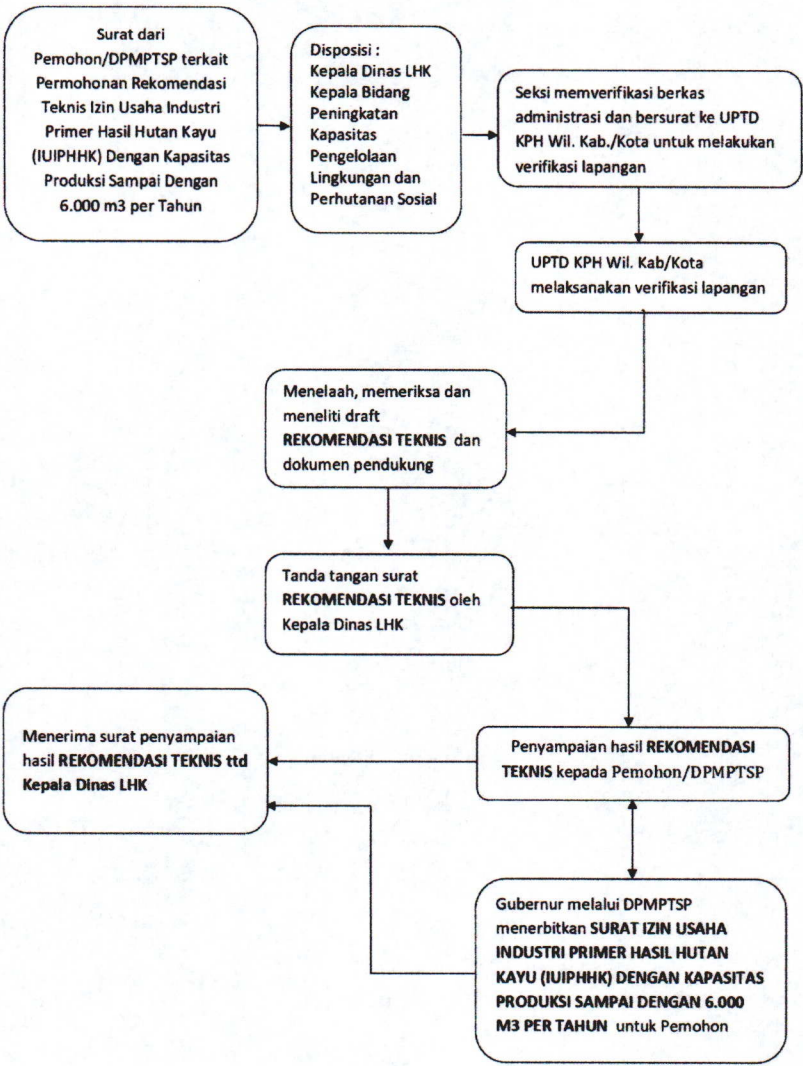 Surat dari
Pemohon/DPMPTSP terkait
Permohonan Rekomendasi
Teknis Izin Usaha Industri
Primer Hasil Hutan Kayu
(IUIPHHK) Dengan Kapasitas
Produksi Sampai Dengan
6.000 m3 per Tahun
Disposisi :
Kepala Dinas LHK
Kepala Bidang
Peningkatan
Kapasitas
Pengelolaan
Lingkungan dan
Perhutanan Sosial
Seksi memverifikasi berkas
administrasi dan bersurat ke UPTD
KPH Wil. Kab./Kota untuk melakukan
verifikasi lapangan
UPTD KPH Wil. Kab/Kota
melaksanakan verifikasi lapangan
Menelaah, memeriksa dan
meneliti draft
REKOMENDASI TEKNIS dan
dokumen pendukung
Tanda tangan surat
REKOMENDASI TEKNIS oleh
Kepala Dinas LHK
Menerima surat penyampaian
hasil REKOMENDASI TEKNIS ttd
Kepala Dinas LHK
Penyampaian hasil REKOMENDASI
TEKNIS kepada Pemohon/DPMPTSP
Gubernur melalui DPMPTSP
menerbitkan SURAT IZIN USAHA
INDUSTRI PRIMER HASIL HUTAN
KAYU (IUIPHHK) DENGAN KAPASITAS
PRODUKSI SAMPAI DENGAN 6.000
M3 PER TAHUN untuk Pemohon